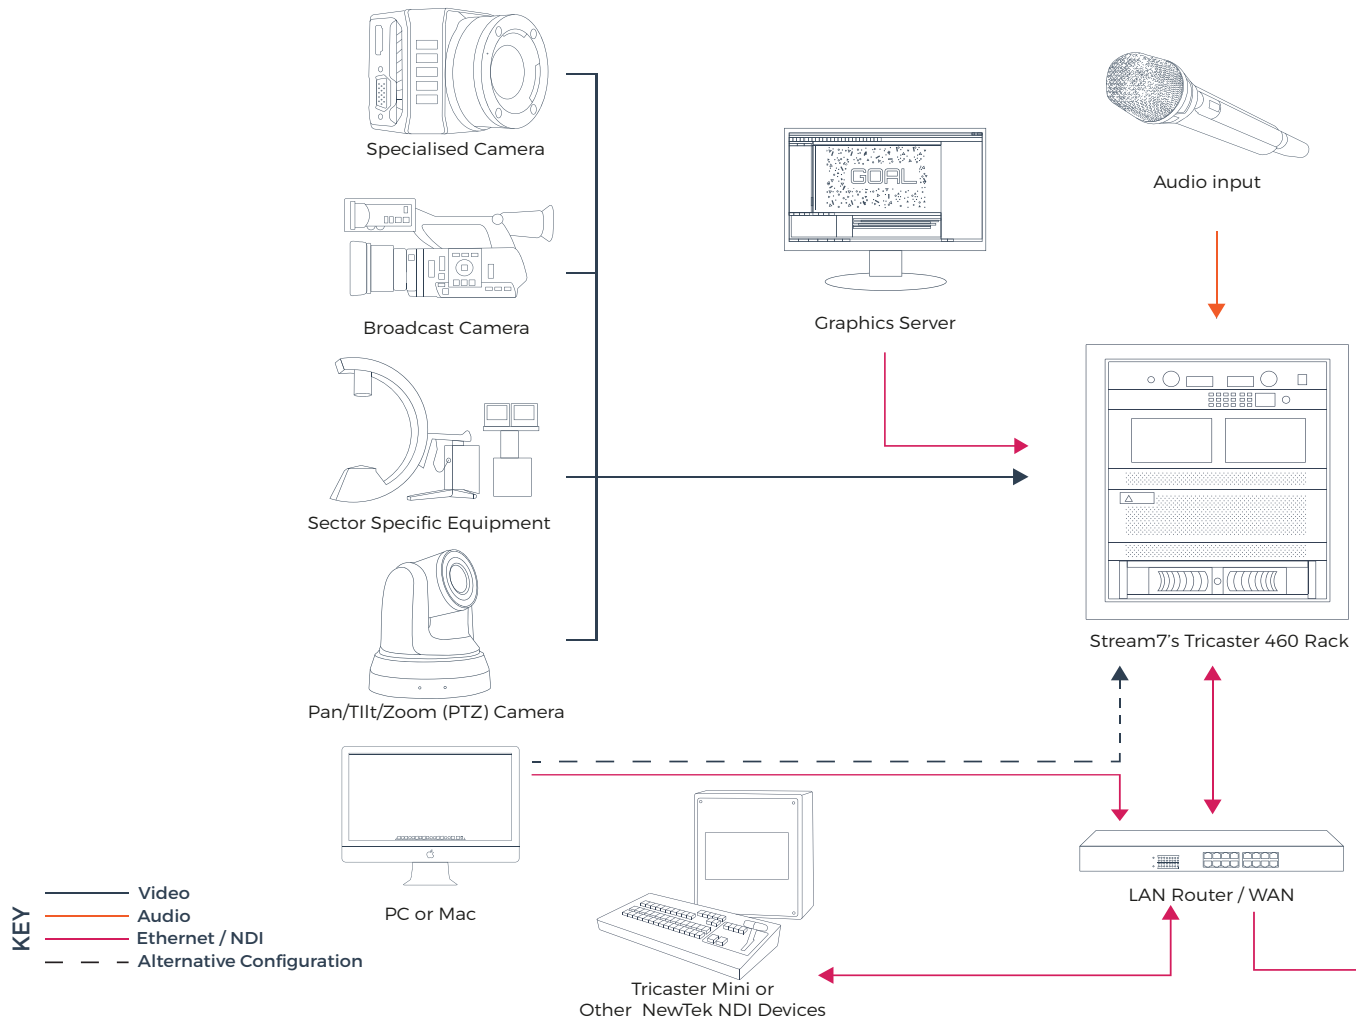 Specialised Camera
Audio input
GOAL
Broadcast Camera
Graphics Server
Sector Specific Equipment
Stream7's Tricaster 460 Rack
Pan/TIlt/Zoom (PTZ) Camera
PC or Mac
LAN Router / WAN
Tricaster Mini or
Other NewTek NDI Devices
KEY
Video
Audio
Ethernet / NDI
Alternative Configuration